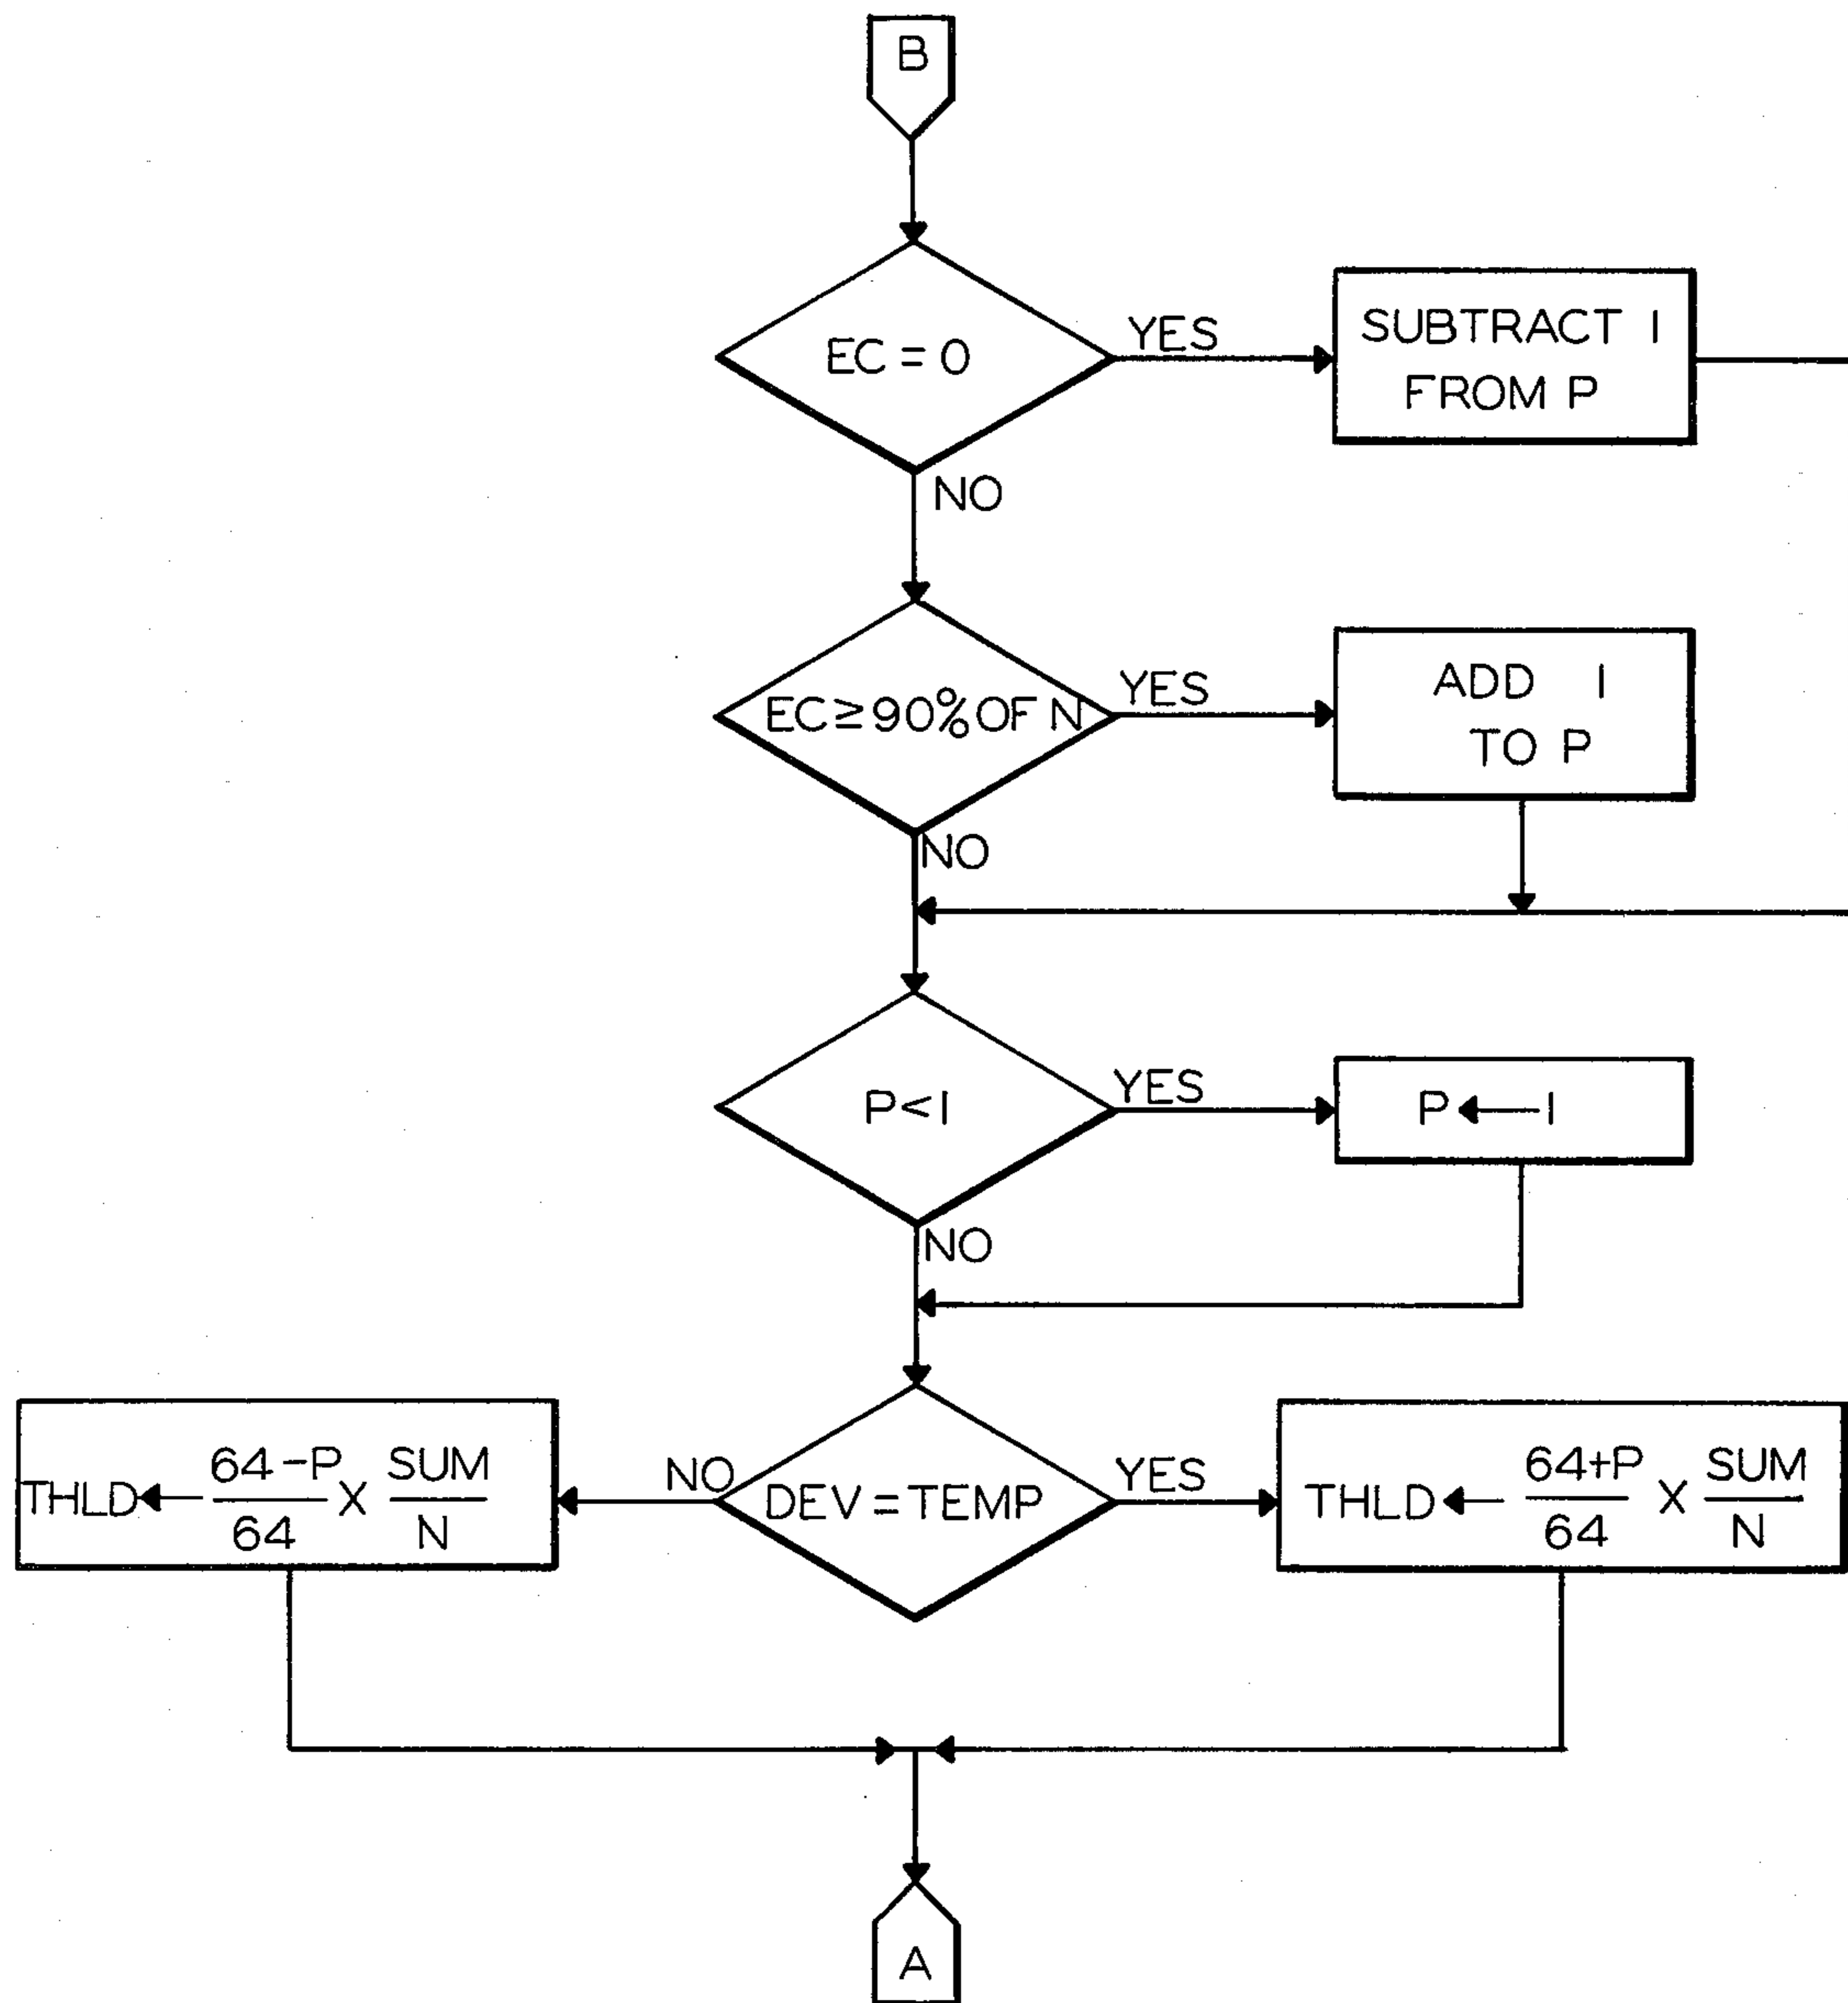 B
EC = 0
YES
SUBTRACT 1
FROM P
NO
EC ≥ 90% OF N
YES
ADD 1
TO P
NO
P < 1
YES
P ← 1
NO
THLD ← 64-P/64 X SUM/N
NO
DEV = TEMP
YES
THLD ← 64+P/64 X SUM/N
A